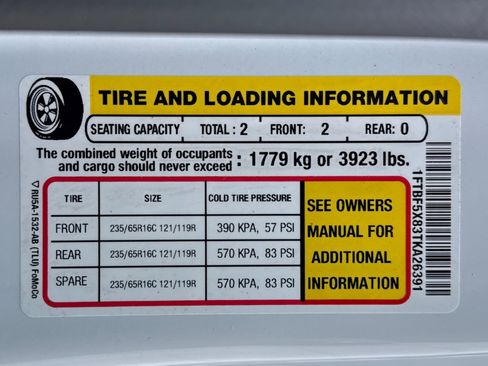 TIRE AND LOADING INFORMATION
SEATING CAPACITY TOTAL: 2 FRONT: 2 REAR: 0
The combined weight of occupants
and cargo should never exceed : 1779 kg or 3923 lbs.
TIRE SIZE COLD TIRE PRESSURE
FRONT 235/65R16C 121/119R 390 KPA, 57 PSI
REAR 235/65R16C 121/119R 570 KPA, 83 PSI
SPARE 235/65R16C 121/119R 570 KPA, 83 PSI
SEE OWNERS
MANUAL FOR
ADDITIONAL
INFORMATION
1FTBF5X83TKA26391
▽ RU5A-1532-AB (TLU) FoMoCo